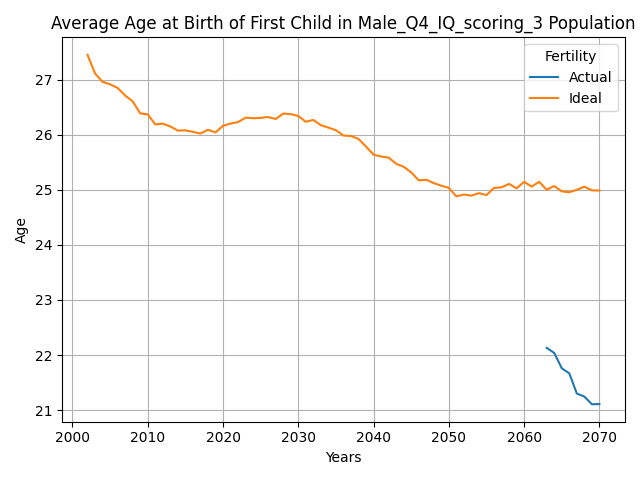 Average Age at Birth of First Child in Male_Q4_IQ_scoring_3 Population
Fertility
Actual
Ideal
27
26
25
24
23
22
21
Age
2000 2010 2020 2030 2040 2050 2060 2070
Years